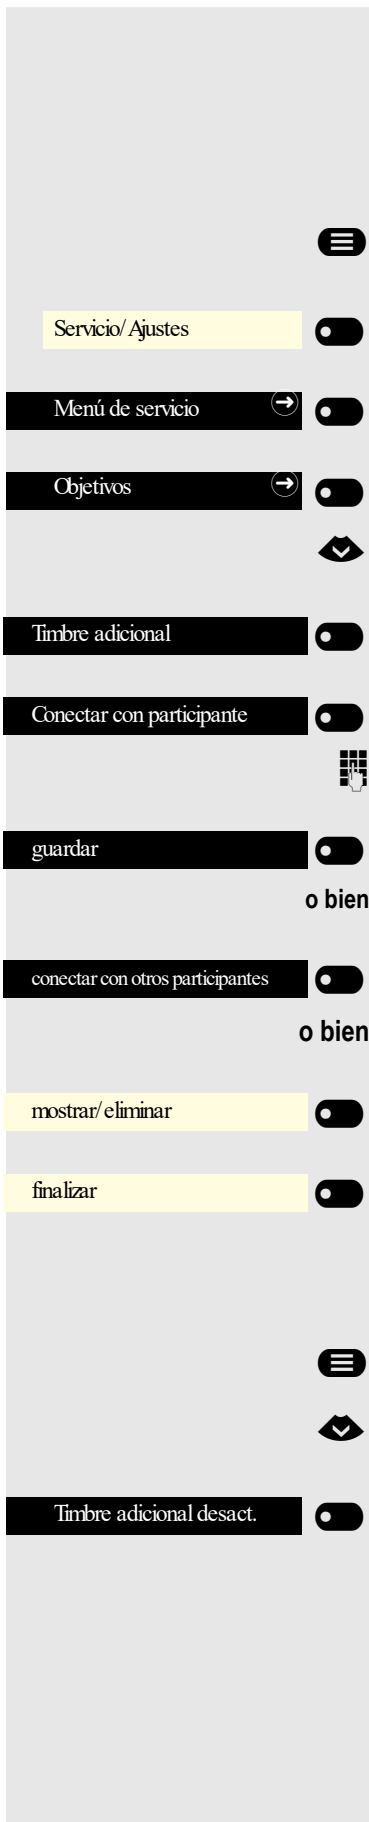 Servicio/Ajustes
Menú de servicio
Objetivos
Timbre adicional
Conectar con participante
guardar
o bien
conectar con otros participantes
o bien
mostrar/eliminar
finalizar
Timbre adicional desact.